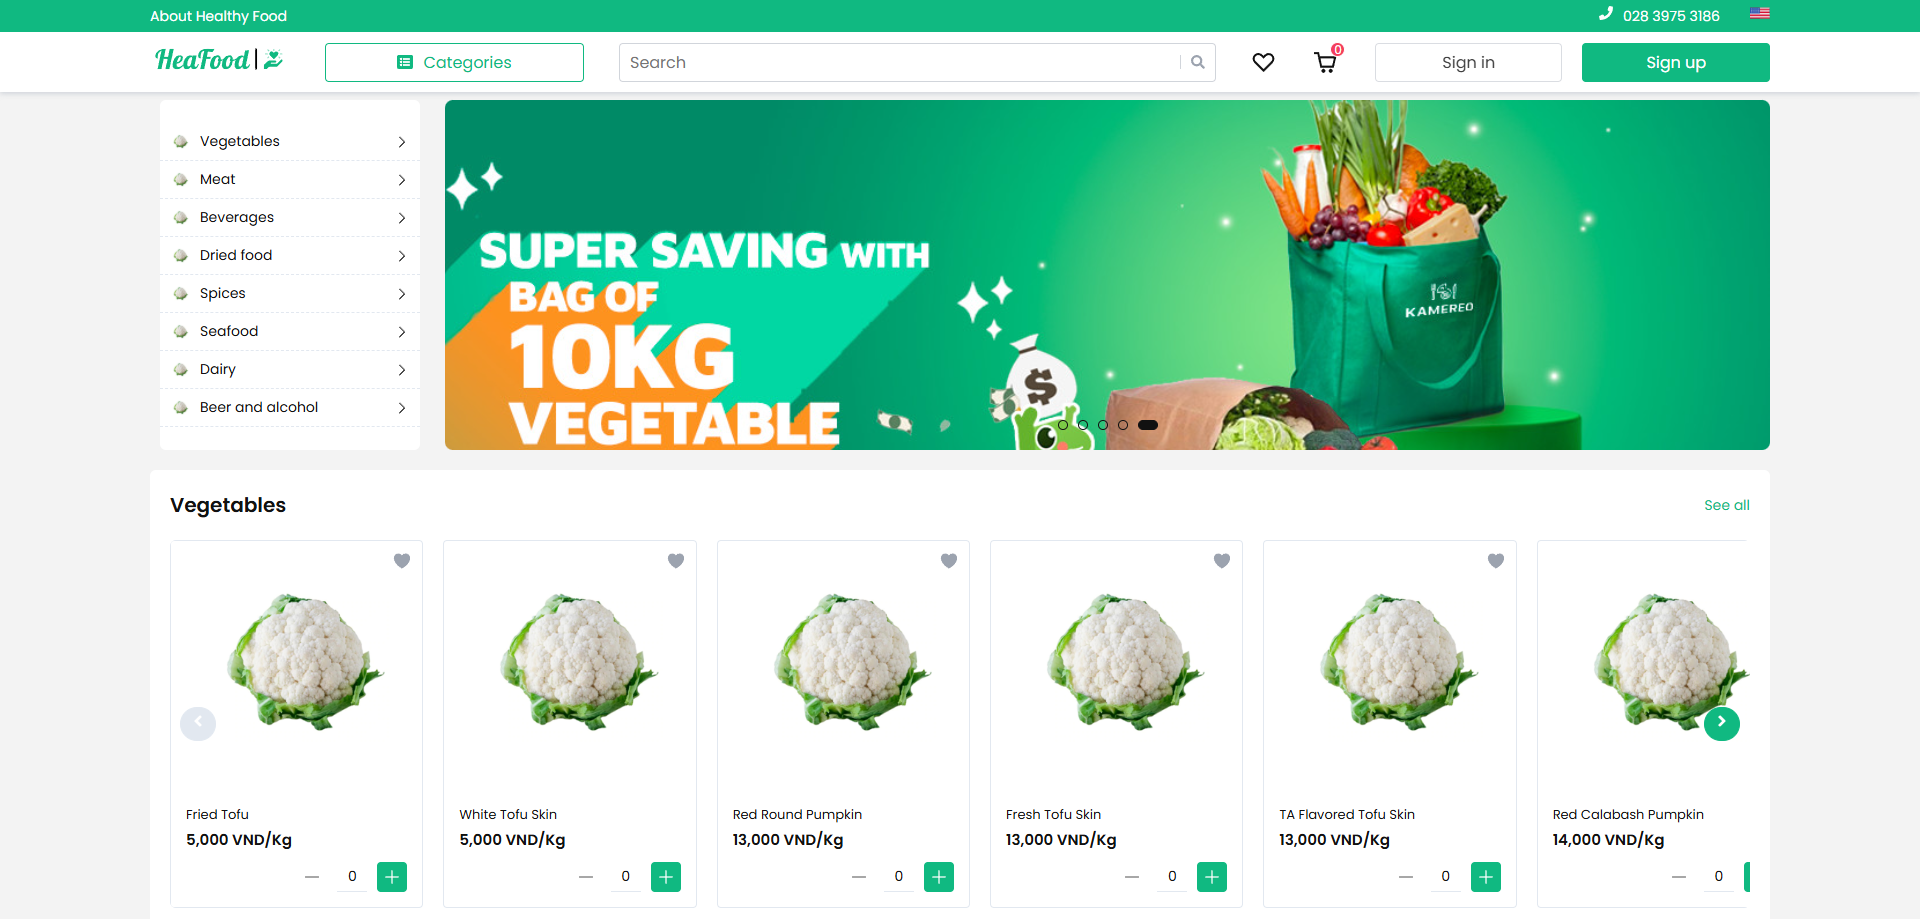 About Healthy Food
028 3975 3186
HeaFood
Categories
Search
0
Sign in
Sign up
Vegetables
Meat
Beverages
Dried food
Spices
Seafood
Dairy
Beer and alcohol
SUPER SAVING WITH
BAG OF
10KG
VEGETABLE
$
KAMEREO
Vegetables
See all
Fried Tofu
5,000 VND/Kg
0
White Tofu Skin
5,000 VND/Kg
0
Red Round Pumpkin
13,000 VND/Kg
0
Fresh Tofu Skin
13,000 VND/Kg
0
TA Flavored Tofu Skin
13,000 VND/Kg
0
Red Calabash Pumpkin
14,000 VND/Kg
0